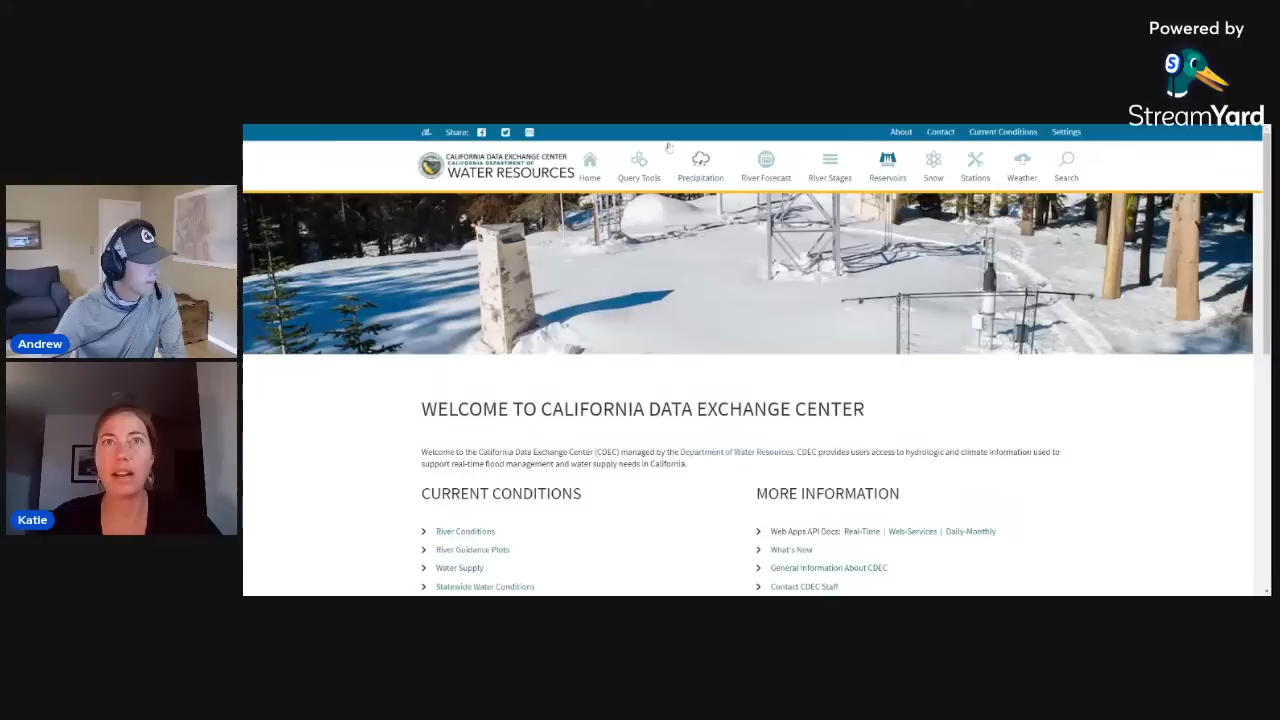 Powered by
StreamYard
Share:
About Contact Current Conditions Settings
CALIFORNIA DATA EXCHANGE CENTER
CALIFORNIA DEPARTMENT OF
WATER RESOURCES
Home Query Tools Precipitation River Forecast River Stages Reservoirs Snow Stations Weather Search
Andrew
Katie
WELCOME TO CALIFORNIA DATA EXCHANGE CENTER
Welcome to the California Data Exchange Center (CDEC) managed by the Department of Water Resources. CDEC provides users access to hydrologic and climate information used to
support real-time flood management and water supply needs in California.
CURRENT CONDITIONS
River Conditions
River Guidance Plots
Water Supply
Statewide Water Conditions
MORE INFORMATION
Web Apps API Docs: Real-Time | Web-Services | Daily-Monthly
What's New
General Information About CDEC
Contact CDEC Staff